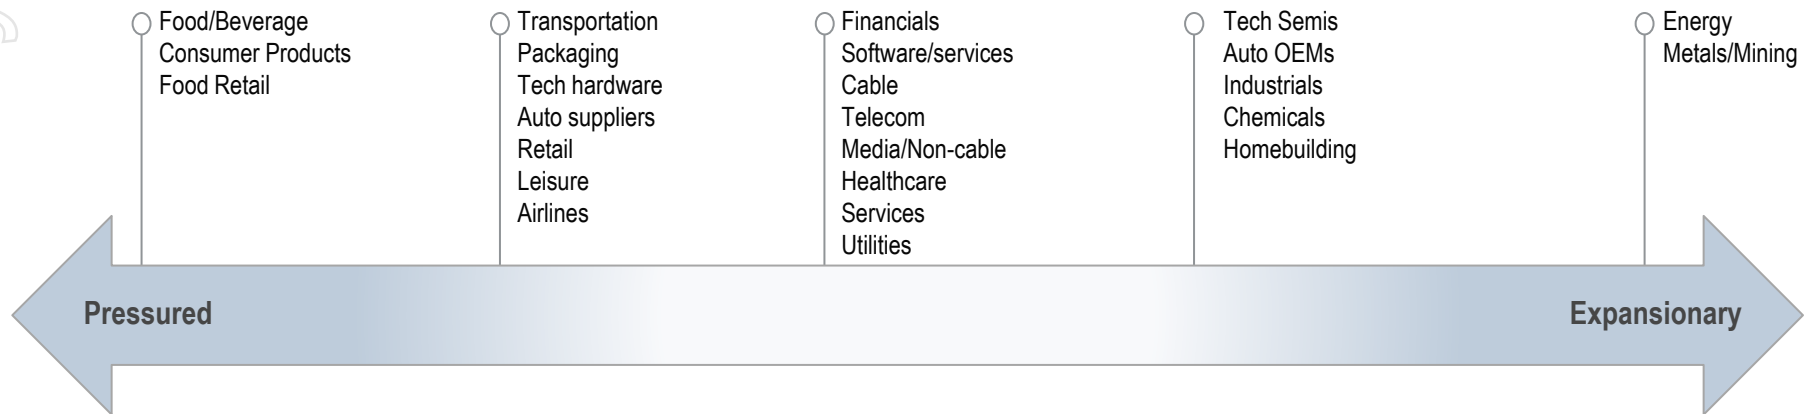 Food/Beverage
Consumer Products
Food Retail
Transportation
Packaging
Tech hardware
Auto suppliers
Retail
Leisure
Airlines
Financials
Software/services
Cable
Telecom
Media/Non-cable
Healthcare
Services
Utilities
Tech Semis
Auto OEMs
Industrials
Chemicals
Homebuilding
Energy
Metals/Mining
Pressured
Expansionary